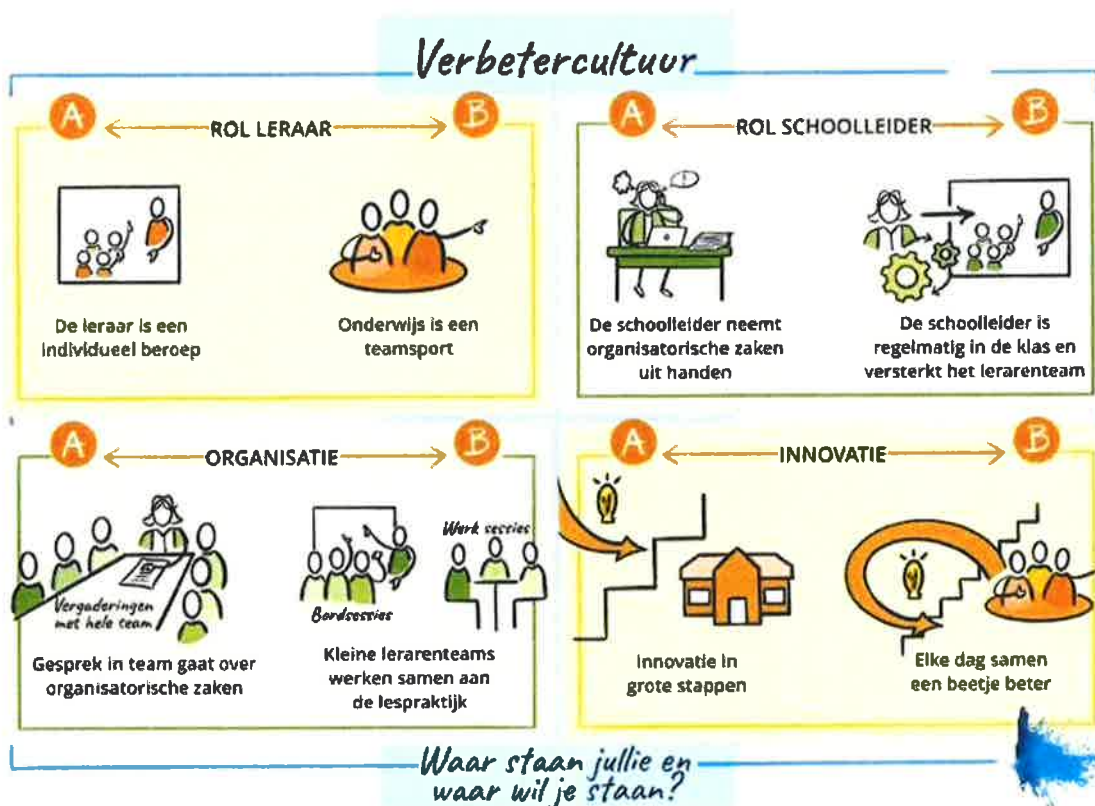 Verbetercultuur
A ROL LERAAR B
De leraar is een
individueel beroep
Onderwijs is een
teamsport
A ROL SCHOOLLEIDER B
De schoolleider neemt
organisatorische zaken
uit handen
De schoolleider is
regelmatig in de klas en
versterkt het lerarenteam
A ORGANISATIE B
Vergaderingen
met hele team
Gesprek in team gaat over
organisatorische zaken
Bordsessies
Werk sessies
Kleine lerarenteams
werken samen aan
de lespraktijk
A INNOVATIE B
Innovatie in
grote stappen
Elke dag samen
een beetje beter
Waar staan jullie en
waar wil je staan?